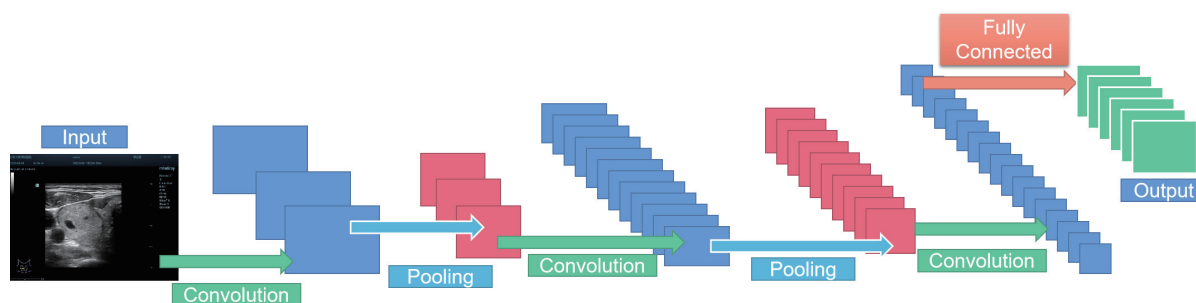 Fully
Connected
Input
Output
Convolution
Pooling
Convolution
Pooling
Convolution